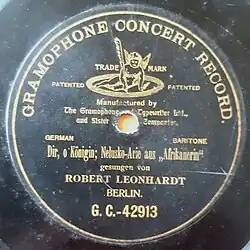 GRAMOPHONE CONCERT RECORD
TRADE MARK
PATENTED PATENTED
Manufactured by
The Gramophone and Typewriter Ltd.,
and Sister Companies.
GERMAN BARITONE
Dir, o Königin; Nelusko-Arie aus „Afrikanerin“
gesungen von
ROBERT LEONHARDT
BERLIN.
G. C.-42913